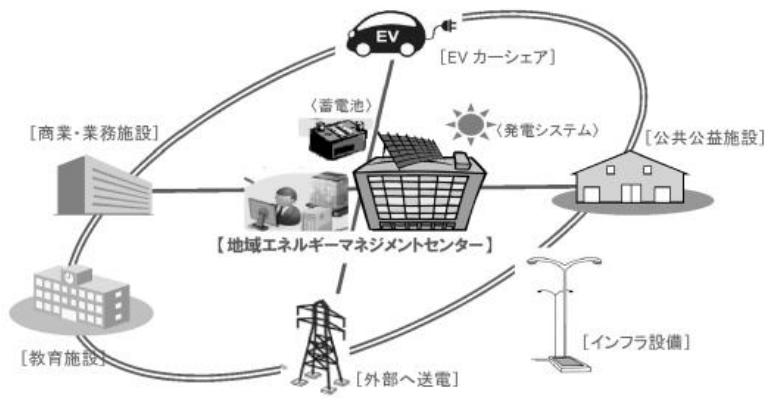 EV
[EV カーシェア]
〈蓄電池〉
[商業・業務施設]
〈発電システム〉
[公共公益施設]
【地域エネルギーマネジメントセンター】
[インフラ設備]
[教育施設]
[外部へ送電]